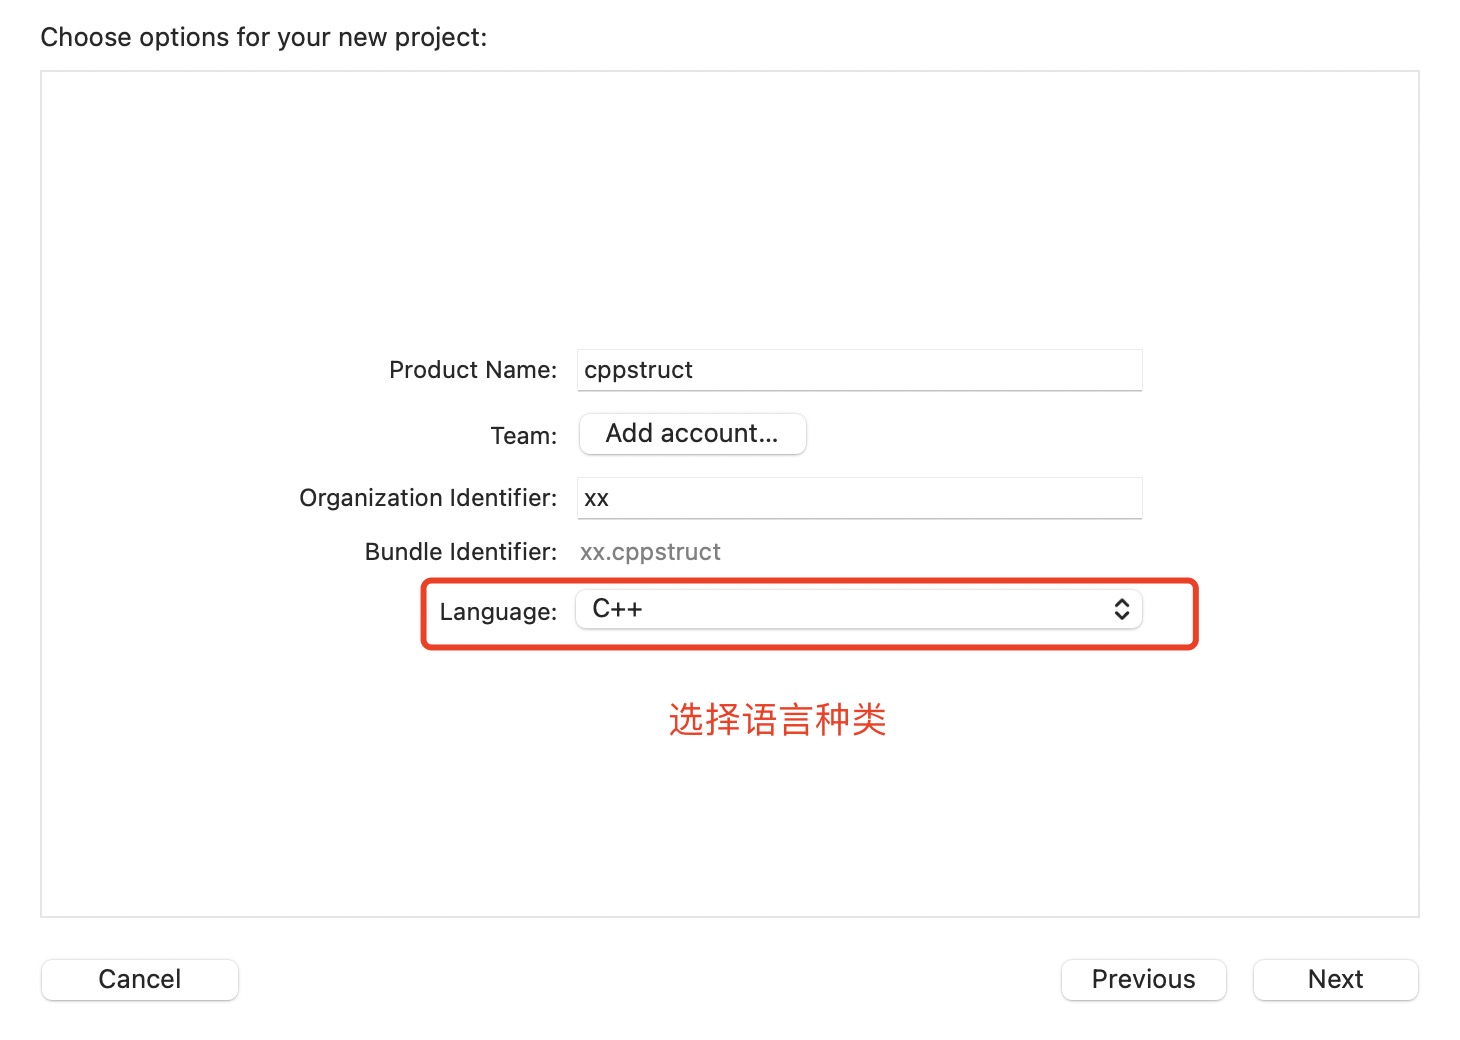 Choose options for your new project:
Product Name: cppstruct
Team: Add account...
Organization Identifier: xx
Bundle Identifier: xx.cppstruct
Language: C++
选择语言种类
Cancel Previous Next